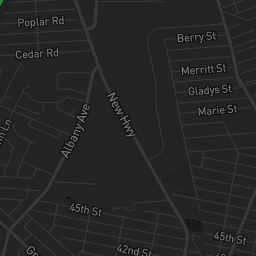 Poplar Rd
Berry St
Cedar Rd
Merritt St
Gladys St
Marie St
New Hwy
Albany Ave
Ln
45th St
45th St
42nd St